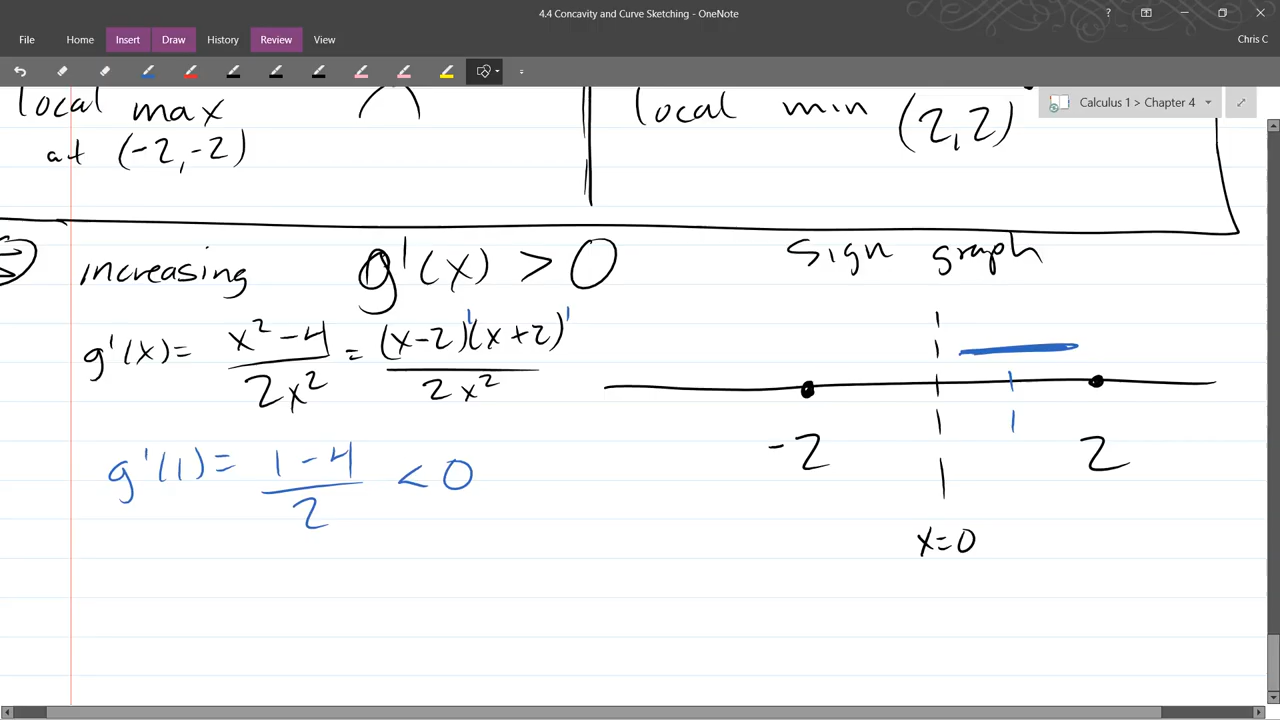 4.4 Concavity and Curve Sketching - OneNote
File Home Insert Draw History Review View Chris C
Calculus 1 > Chapter 4
local max
at (-2,-2)
local min (2,2)
increasing g'(x) > 0
sign graph
g'(x) = x² - 4 / 2x² = (x-2)'(x+2)' / 2x²
g'(1) = 1 - 4 / 2 < 0
-2 2
x=0